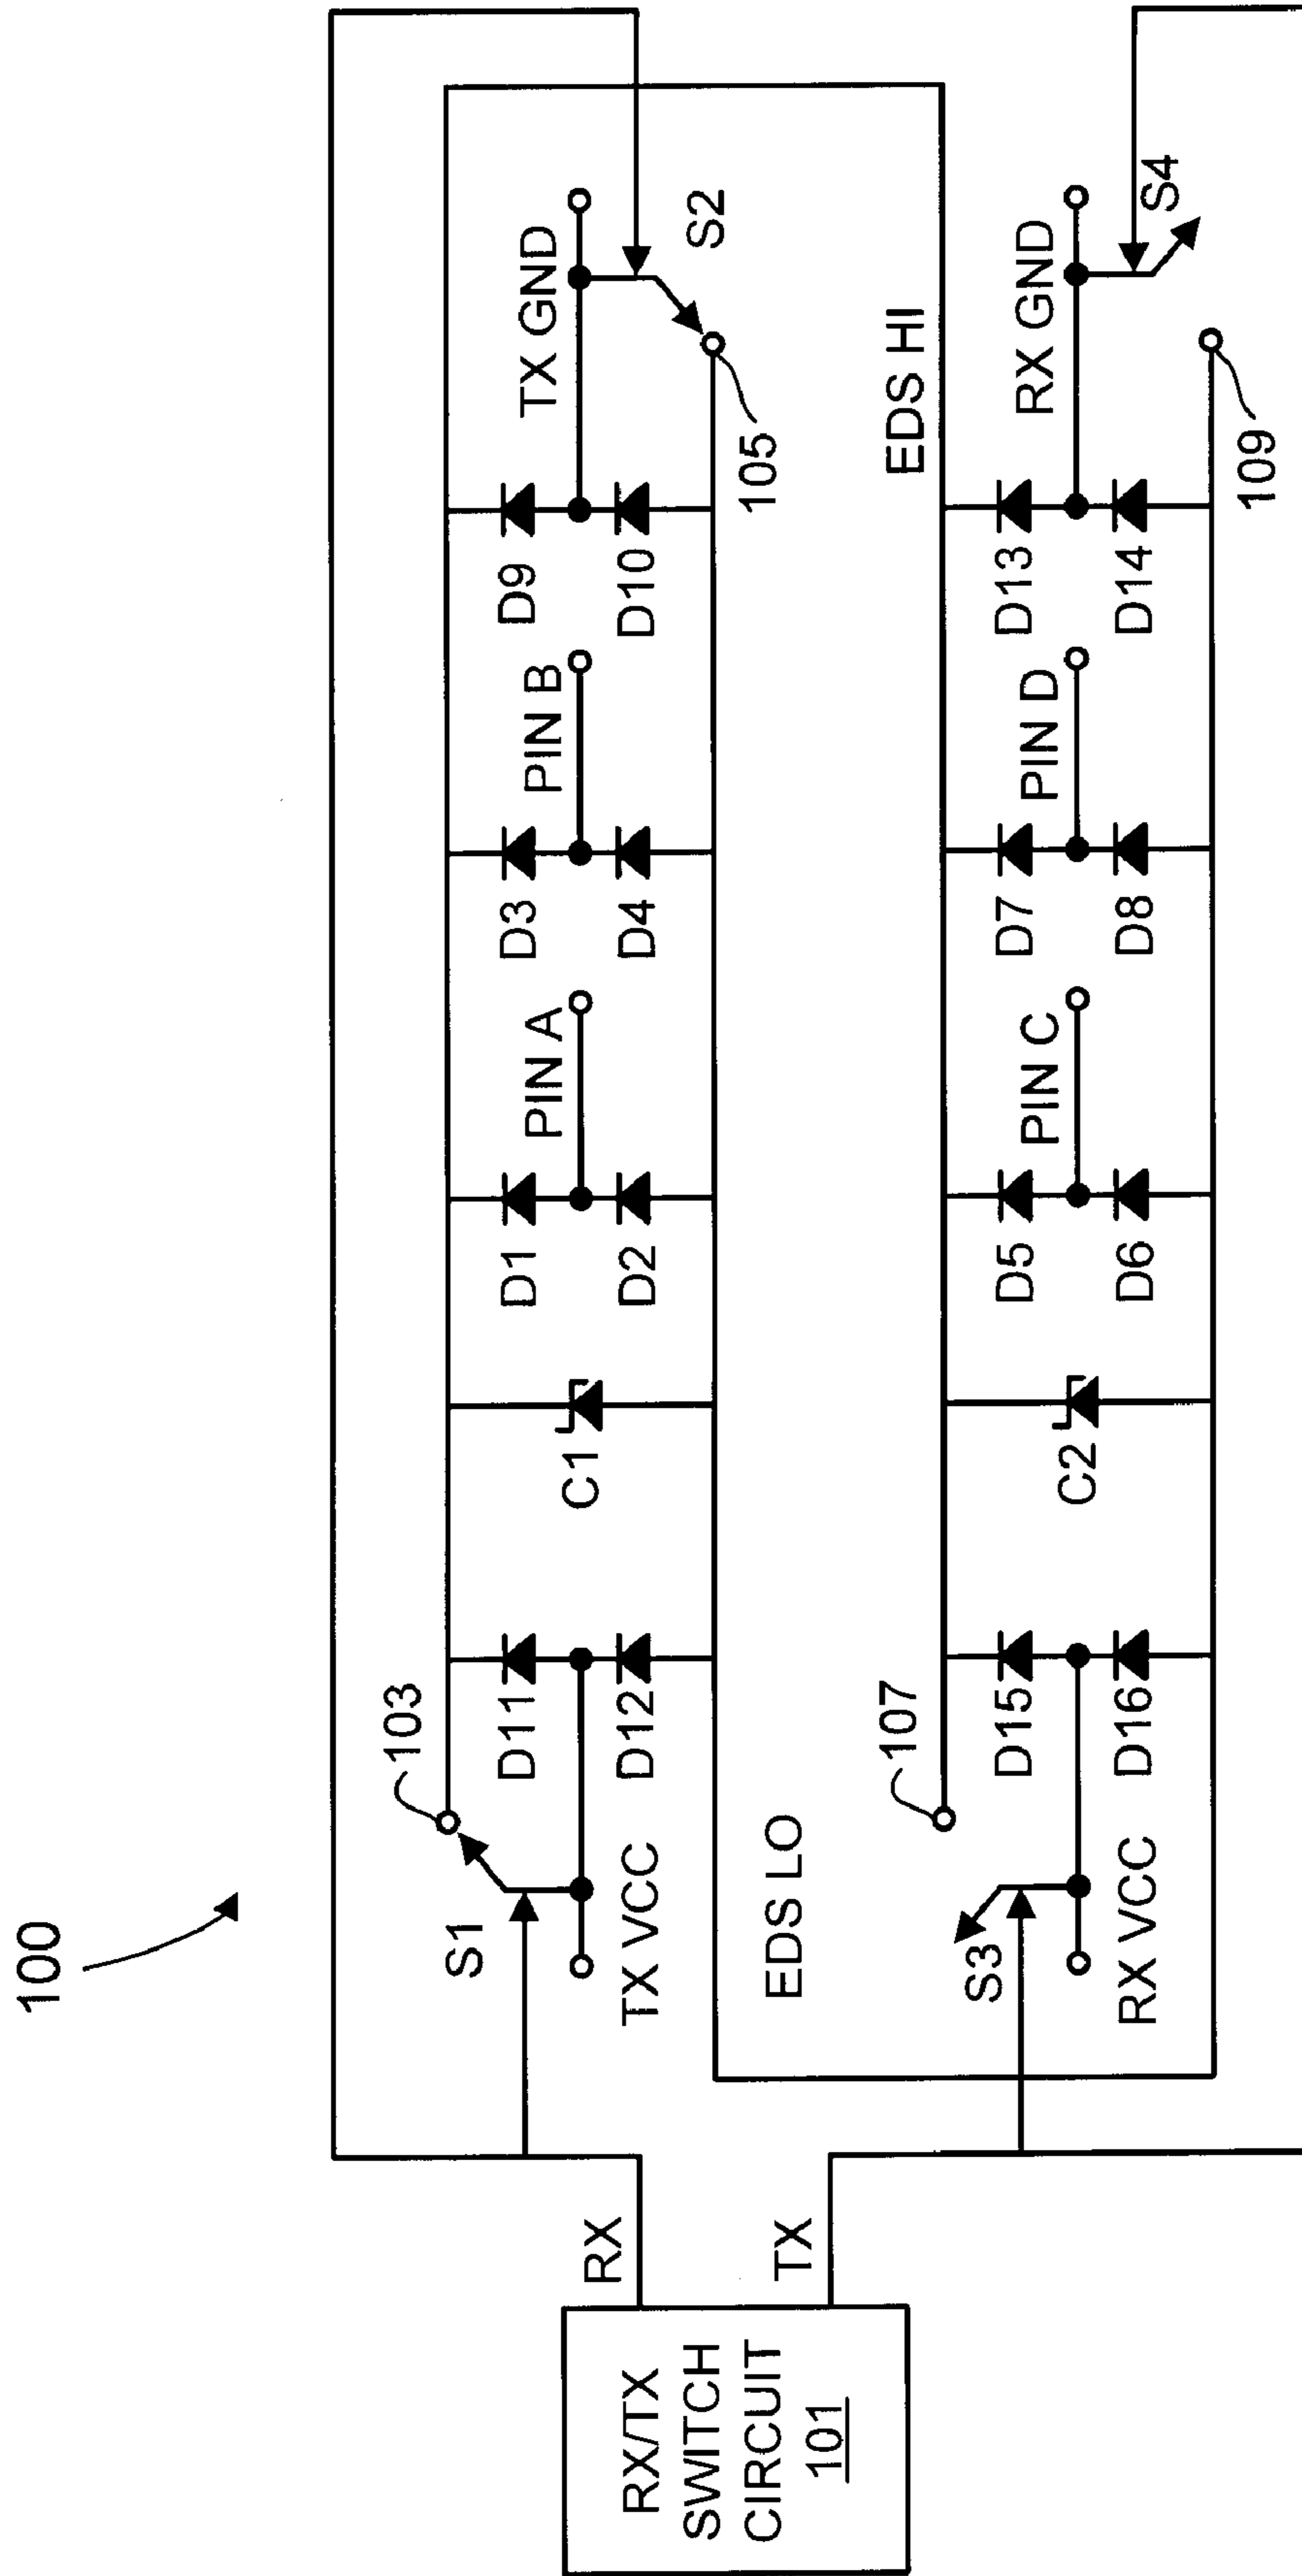 100
RX/TX
SWITCH
CIRCUIT
101
RX
TX
S1
103
TX VCC
D11
D12
C1
D1
D2
PIN A
D3
D4
PIN B
D9
D10
TX GND
S2
105
EDS LO
EDS HI
S3
107
RX VCC
D15
D16
C2
D5
D6
PIN C
D7
D8
PIN D
D13
D14
RX GND
S4
109